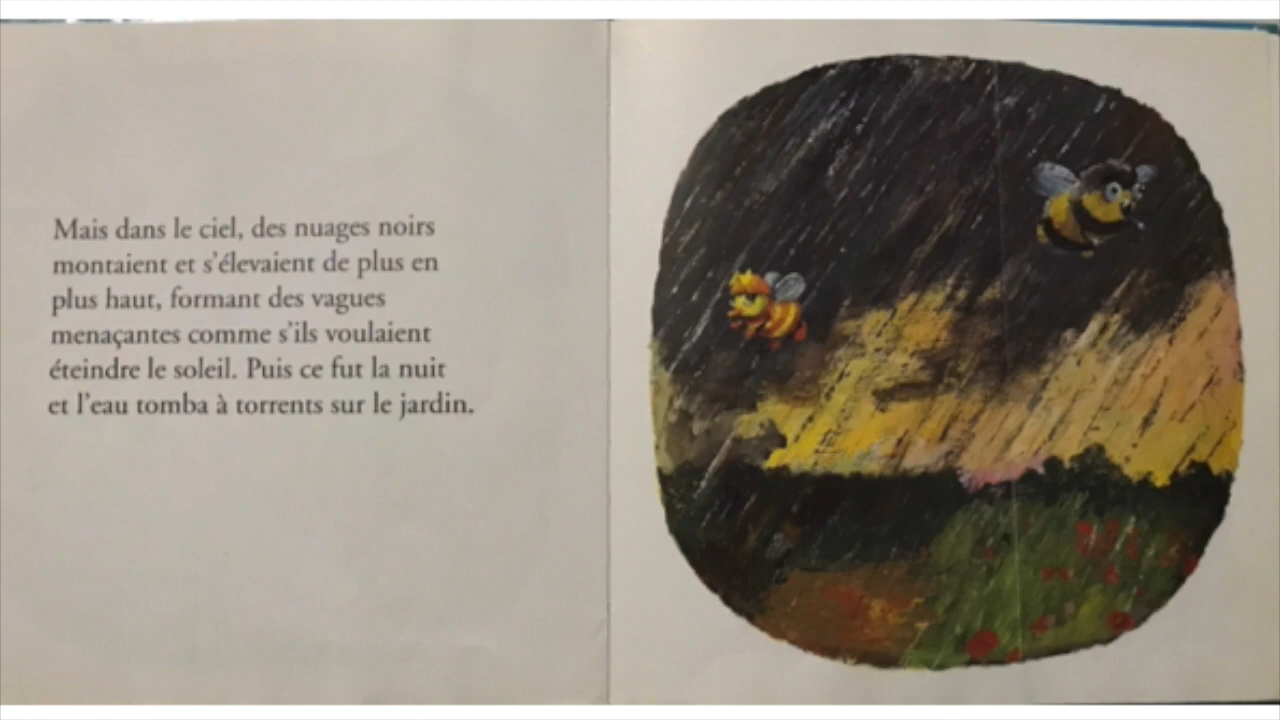 Mais dans le ciel, des nuages noirs
montaient et s'élevaient de plus en
plus haut, formant des vagues
menaçantes comme s'ils voulaient
éteindre le soleil. Puis ce fut la nuit
et l'eau tomba à torrents sur le jardin.